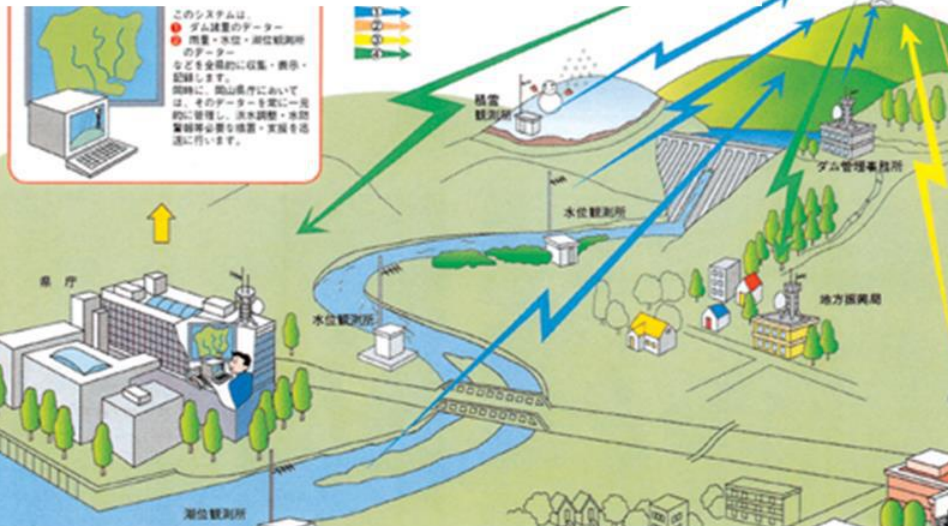 このシステムは、
❶ ダム諸量のデーター
❷ 雨量・水位・潮位観測所
のデーター
などを全県的に収集・表示・
記録します。
同時に、岡山県庁において
は、そのデーターを常に一元
的に管理し、洪水調整・水防
警報等必要な措置・支援を迅
速に行います。
①
②
③
④
積雪
観測所
ダム管理事務所
水位観測所
県 庁
地方振興局
水位観測所
潮位観測所